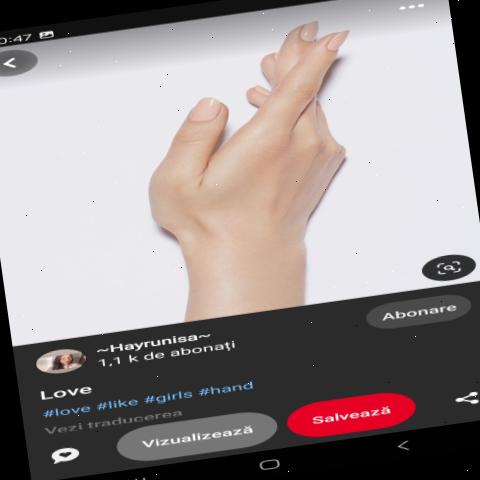 0:47
~Hayrunisa~
Abonare
1,1 k de abonați
Love
#love #like #girls #hand
Vezi traducerea
Vizualizează
Salvează